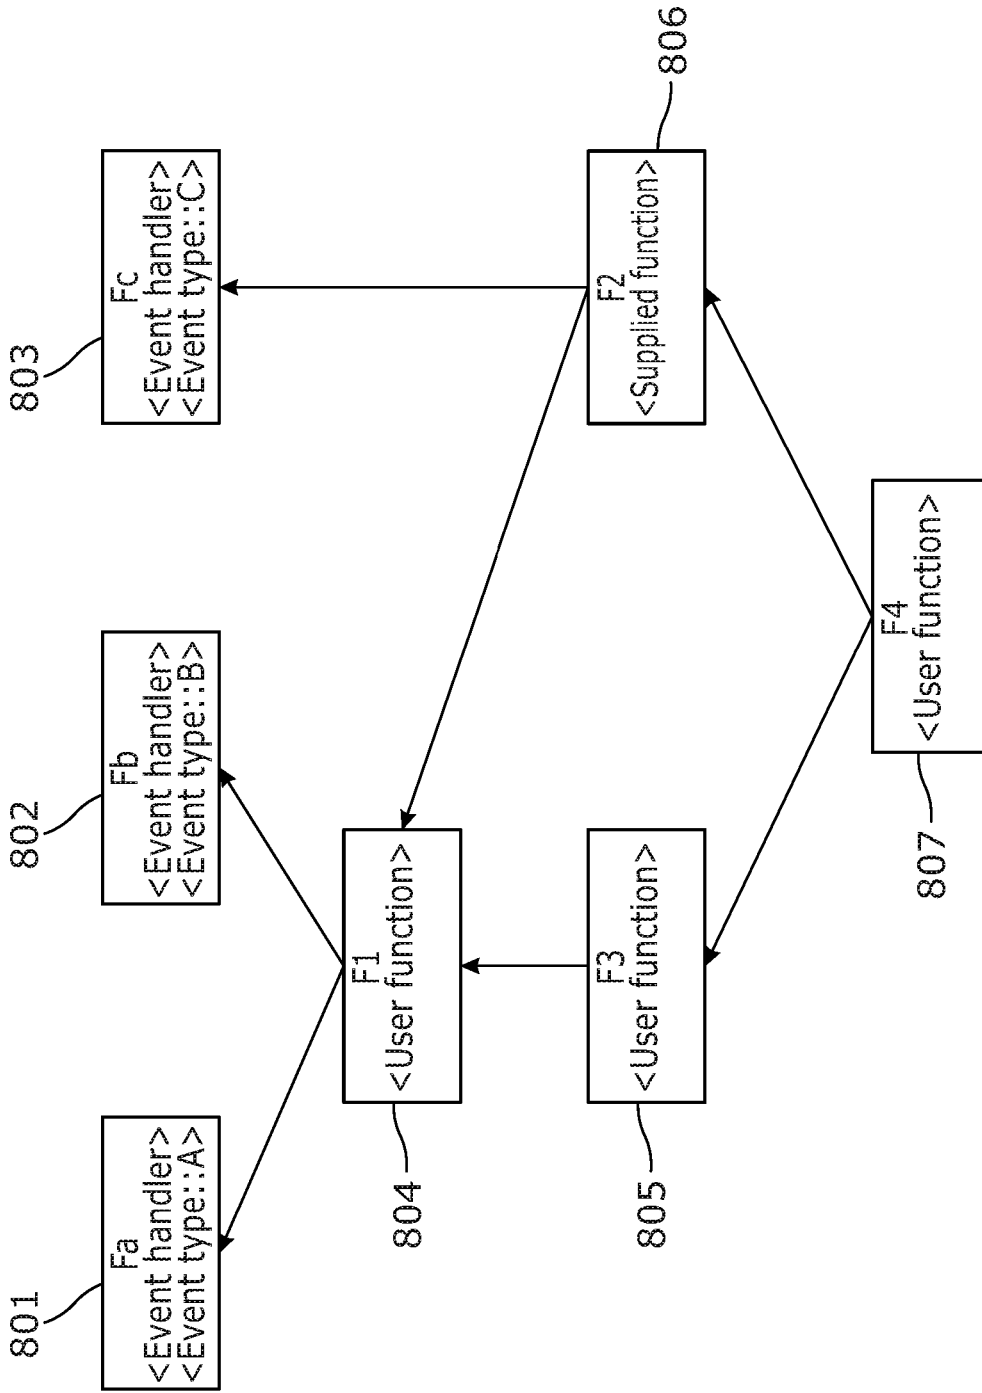 801
Fa
<Event handler>
<Event type::A>
802
Fb
<Event handler>
<Event type::B>
803
Fc
<Event handler>
<Event type::C>
804
F1
<User function>
805
F3
<User function>
F2
<Supplied function>
806
807
F4
<User function>